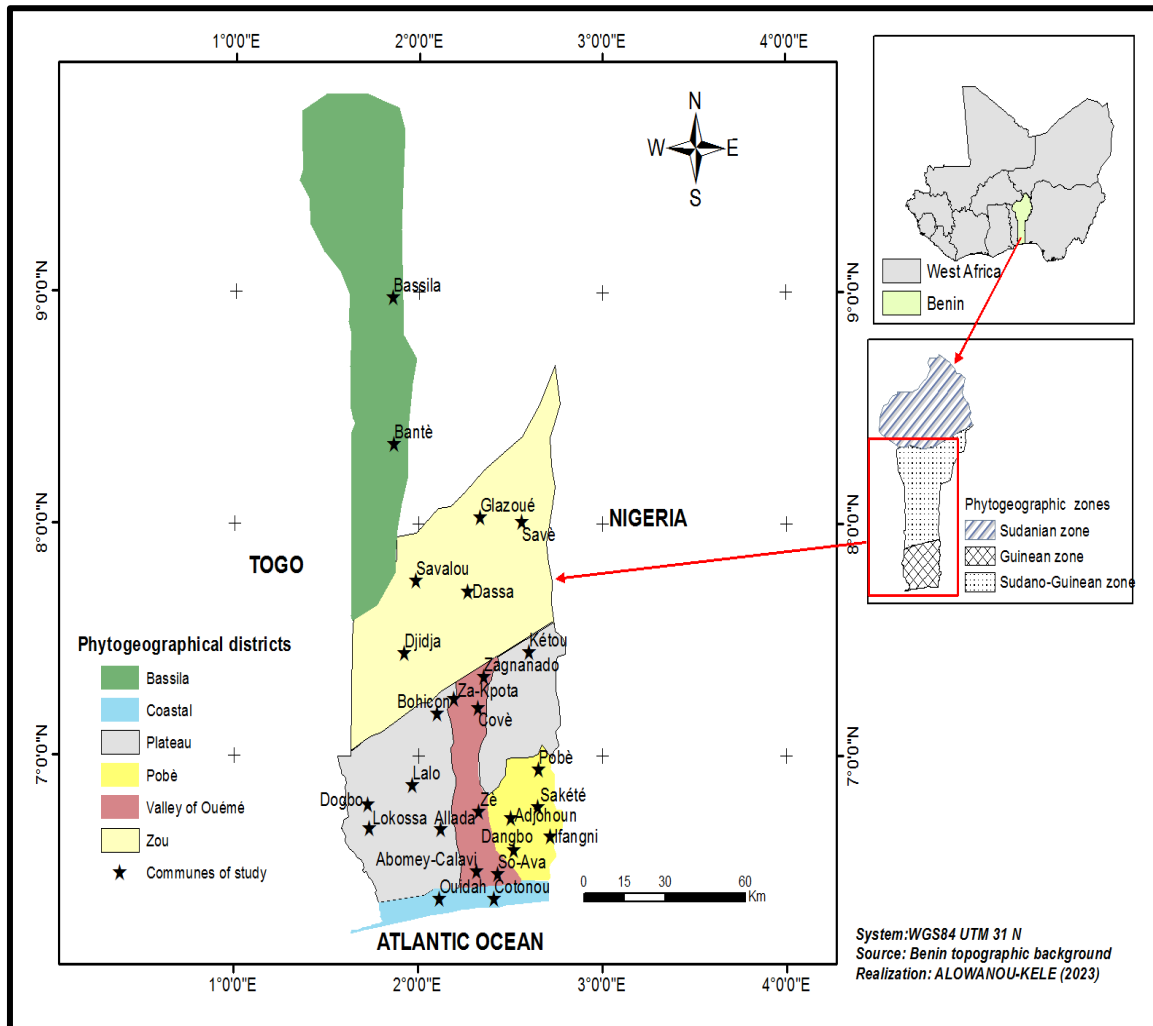 1°0'0"E 2°0'0"E 3°0'0"E 4°0'0"E
N
W E
S
9°0'0"N
8°0'0"N
7°0'0"N
Bassila
Bantè
Glazoué
Savè
NIGERIA
TOGO
Savalou
Dassa
Djidja
Kétou
Zagnanado
Za-Kpota
Bohicon
Covè
Pobè
Lalo
Sakété
Dogbo
Zè
Adjohoun
Lokossa
Allada
Ifangni
Dangbo
Abomey-Calavi
So-Ava
Ouidah
Cotonou
ATLANTIC OCEAN
Phytogeographical districts
Bassila
Coastal
Plateau
Pobè
Valley of Ouémé
Zou
Communes of study
0 15 30 60
Km
9°0'0"N
8°0'0"N
7°0'0"N
1°0'0"E 2°0'0"E 3°0'0"E 4°0'0"E
West Africa
Benin
Phytogeographic zones
Sudanian zone
Guinean zone
Sudano-Guinean zone
System:WGS84 UTM 31 N
Source: Benin topographic background
Realization: ALOWANOU-KELE (2023)